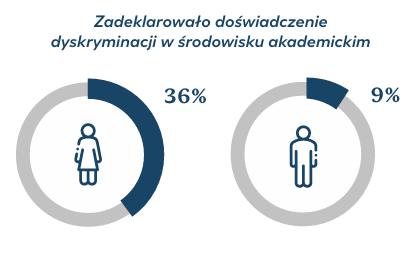 Zadeklarowało doświadczenie
dyskryminacji w środowisku akademickim
36%
9%